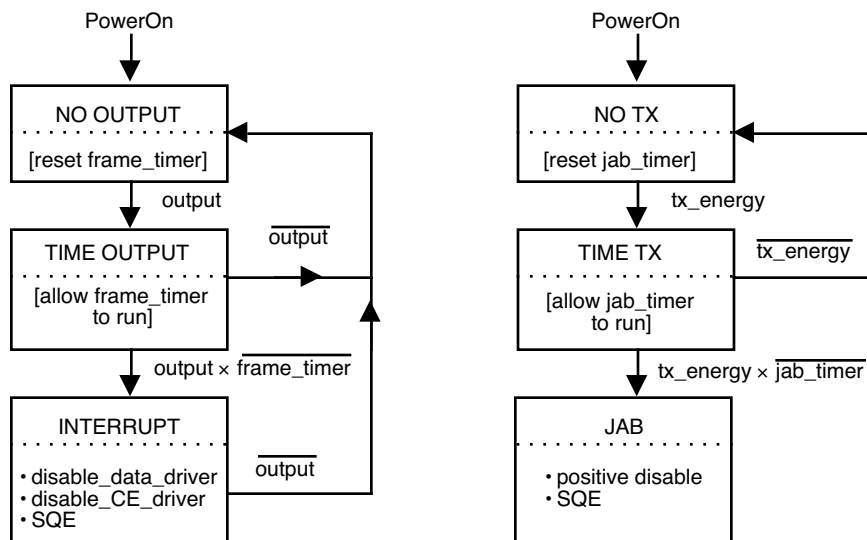 PowerOn
NO OUTPUT
[reset frame_timer]
output
TIME OUTPUT
output
[allow frame_timer
to run]
output × frame_timer
INTERRUPT
output
• disable_data_driver
• disable_CE_driver
• SQE
PowerOn
NO TX
[reset jab_timer]
tx_energy
TIME TX
tx_energy
[allow jab_timer
to run]
tx_energy × jab_timer
JAB
• positive disable
• SQE